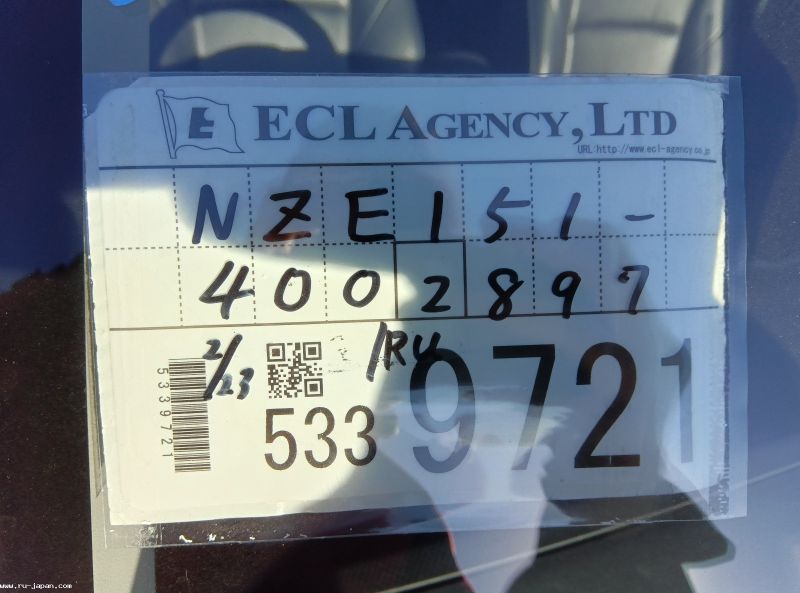 E ECL AGENCY, LTD
URL:http://www.ecl-agency.co.jp
NZE151-
4002897
2/23
/RU
5339721
533 9721
www.ru-japan.com